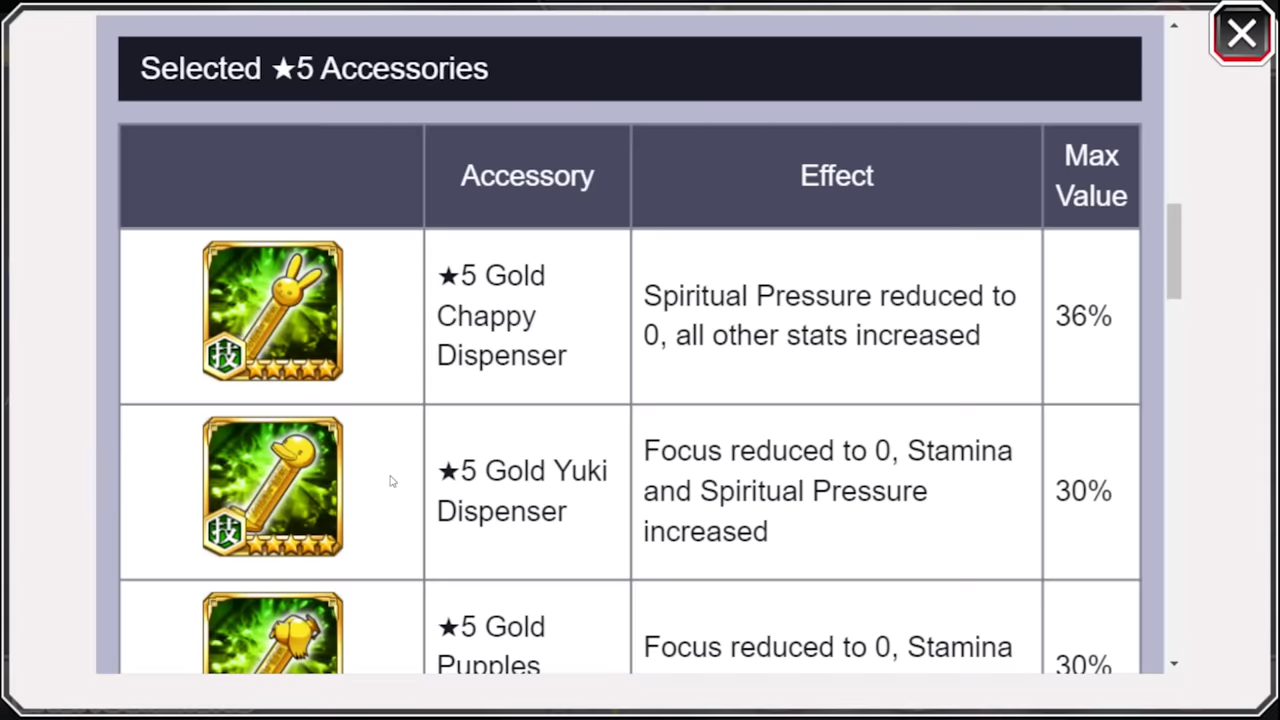 Selected ★5 Accessories
Accessory
Effect
Max
Value
技
★5 Gold
Chappy
Dispenser
Spiritual Pressure reduced to
0, all other stats increased
36%
技
★5 Gold Yuki
Dispenser
Focus reduced to 0, Stamina
and Spiritual Pressure
increased
30%
★5 Gold
Pupples
Focus reduced to 0, Stamina
30%